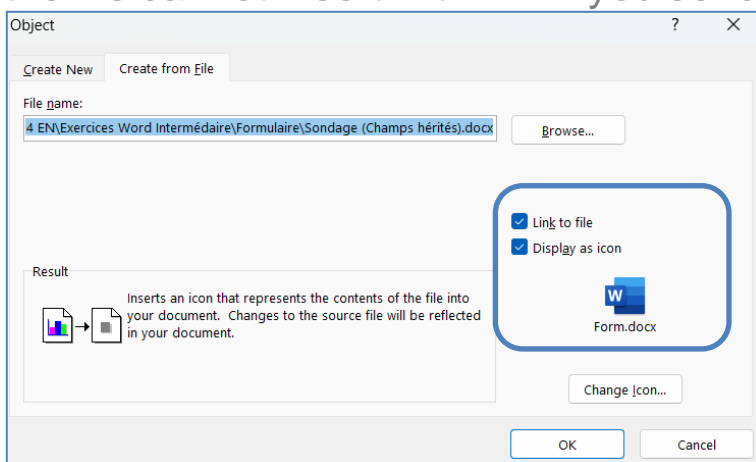 Object
?
Create New
Create from File
File name:
4 EN\Exercices Word Intermédaire\Formulaire\Sondage (Champs hérités).docx
Browse...
Link to file
Display as icon
Result
Inserts an icon that represents the contents of the file into
your document. Changes to the source file will be reflected
in your document.
W
Form.docx
Change Icon...
OK
Cancel